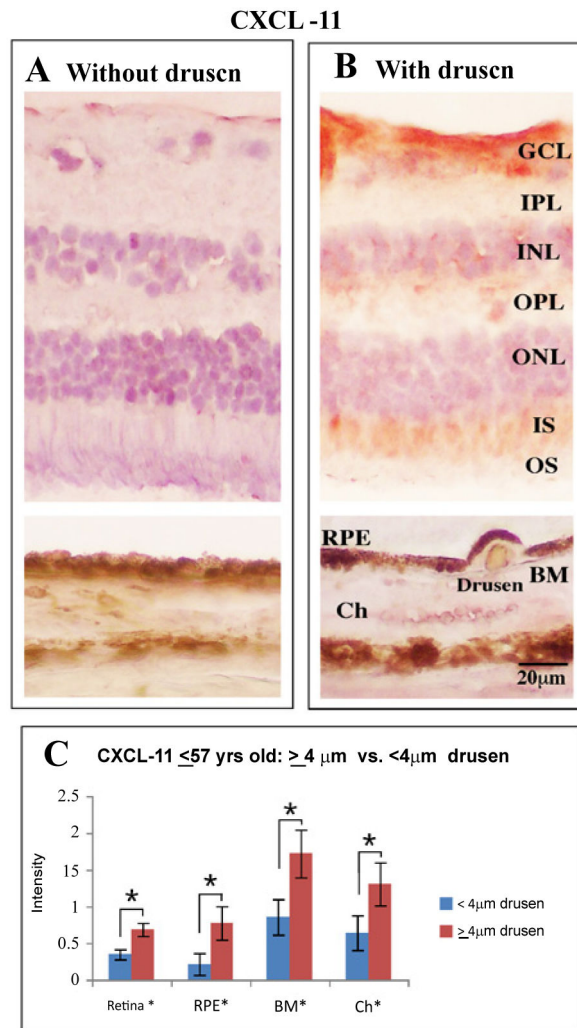 CXCL -11
A Without druscn
B With druscn
GCL
IPL
INL
OPL
ONL
IS
OS
RPE
Drusen
BM
Ch
20μm
C CXCL-11 <57 yrs old: > 4 μm vs. <4μm drusen
2.5
2
1.5
1
0.5
0
Intensity
*
*
*
*
Retina * RPE* BM* Ch*
< 4μm drusen
>4μm drusen